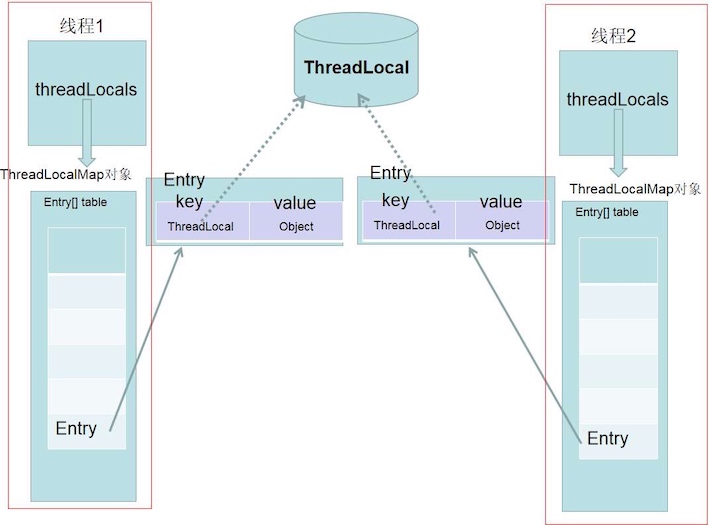 线程1
threadLocals
ThreadLocalMap对象
Entry[] table
Entry
Entry
key
value
ThreadLocal
Object
ThreadLocal
Entry
key
value
ThreadLocal
Object
线程2
threadLocals
ThreadLocalMap对象
Entry[] table
Entry